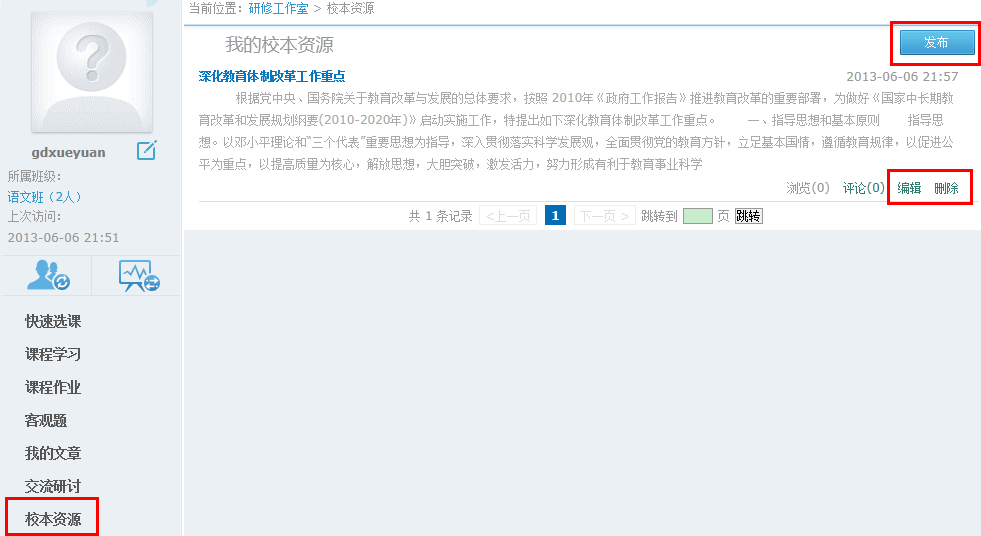 当前位置：研修工作室 > 校本资源
我的校本资源
发布
深化教育体制改革工作重点
2013-06-06 21:57
根据党中央、国务院关于教育改革与发展的总体要求，按照 2010年《政府工作报告》推进教育改革的重要部署，为做好《国家中长期教
育改革和发展规划纲要(2010-2020年)》启动实施工作，特提出如下深化教育体制改革工作重点。 一、指导思想和基本原则 指导思
想。以邓小平理论和“三个代表”重要思想为指导，深入贯彻落实科学发展观，全面贯彻党的教育方针，立足基本国情，遵循教育规律，以促进公
平为重点，以提高质量为核心，解放思想，大胆突破，激发活力，努力形成有利于教育事业科学
浏览(0) 评论(0) 编辑 删除
共 1 条记录 <上一页 1 下一页 > 跳转到 页 跳转
gdxueyuan
所属班级：
语文班（2人）
上次访问：
2013-06-06 21:51
快速选课
课程学习
课程作业
客观题
我的文章
交流研讨
校本资源